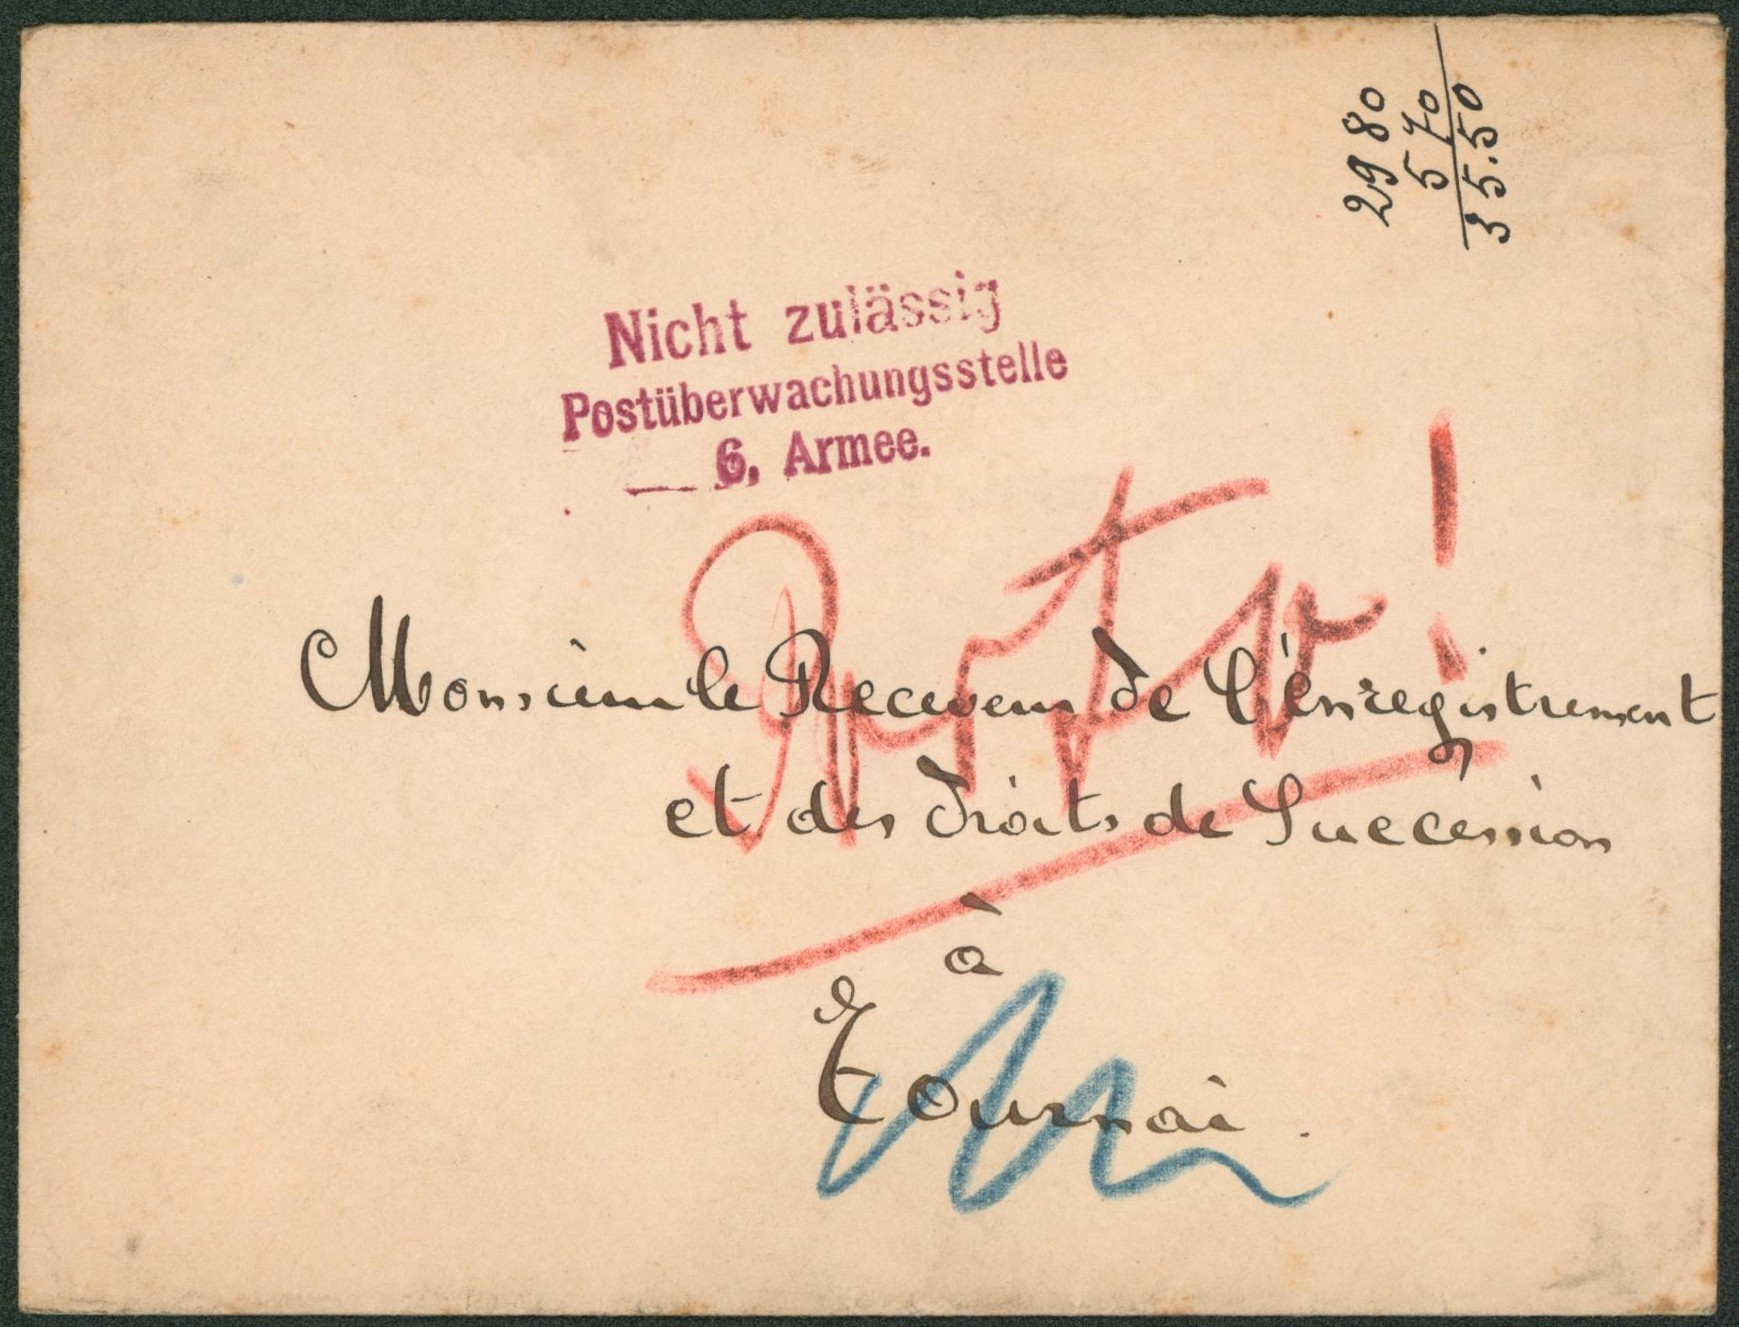 29 80
5 70
35.50
Nicht zulässig
Postüberwachungsstelle
6. Armee.
Porto!
Monsieur le Receveur de l'enregistrement
et des droits de Succession
à
Tournai.